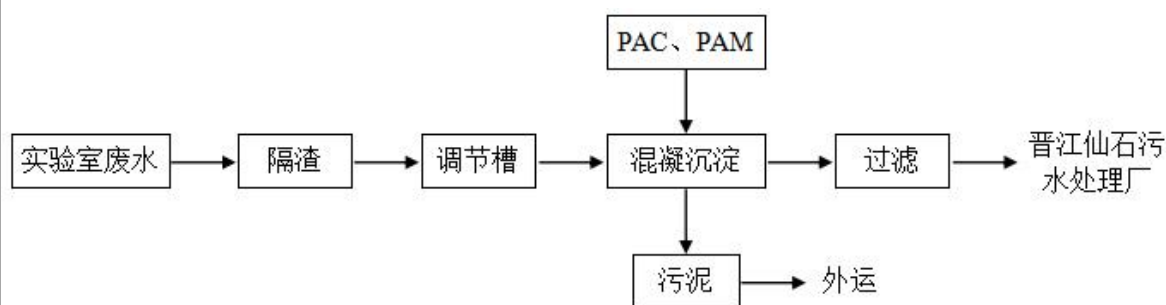 PAC、PAM
实验室废水
隔渣
调节槽
混凝沉淀
过滤
晋江仙石污
水处理厂
污泥
外运